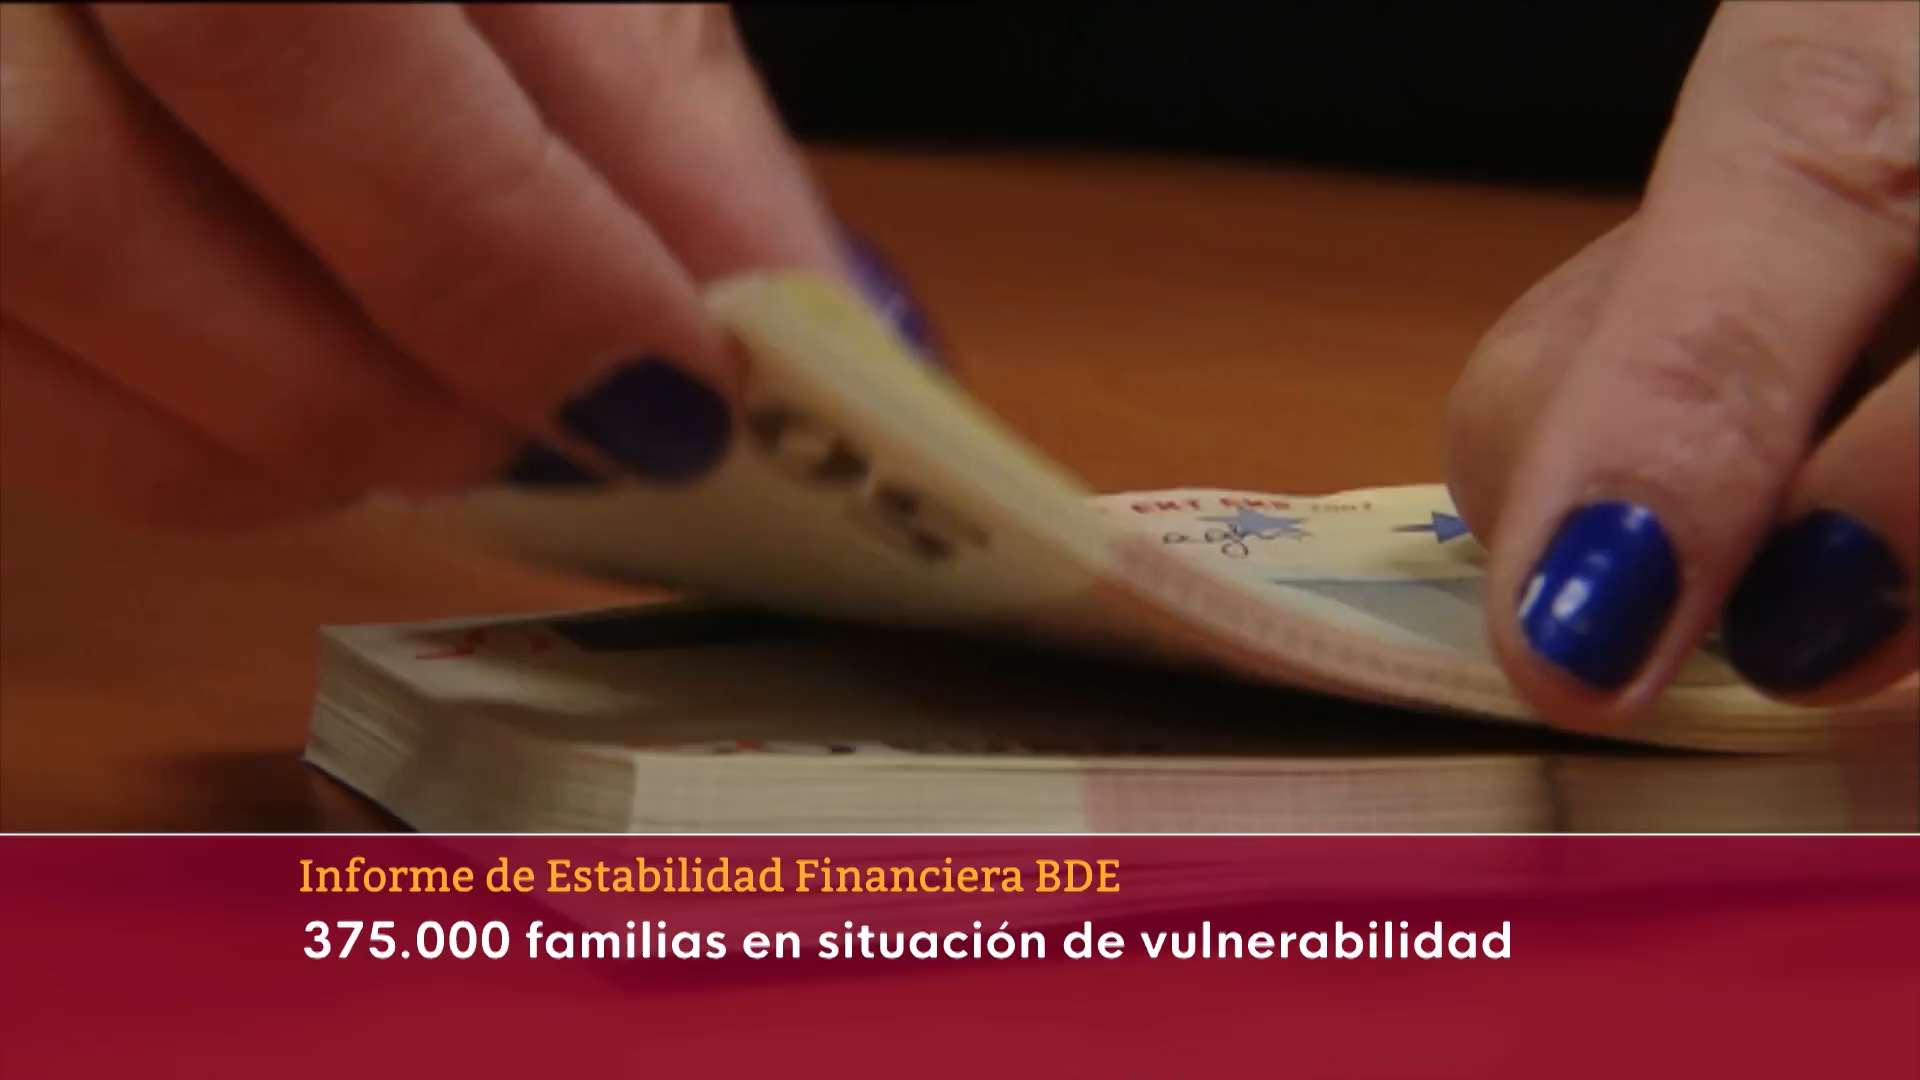 Informe de Estabilidad Financiera BDE
375.000 familias en situación de vulnerabilidad